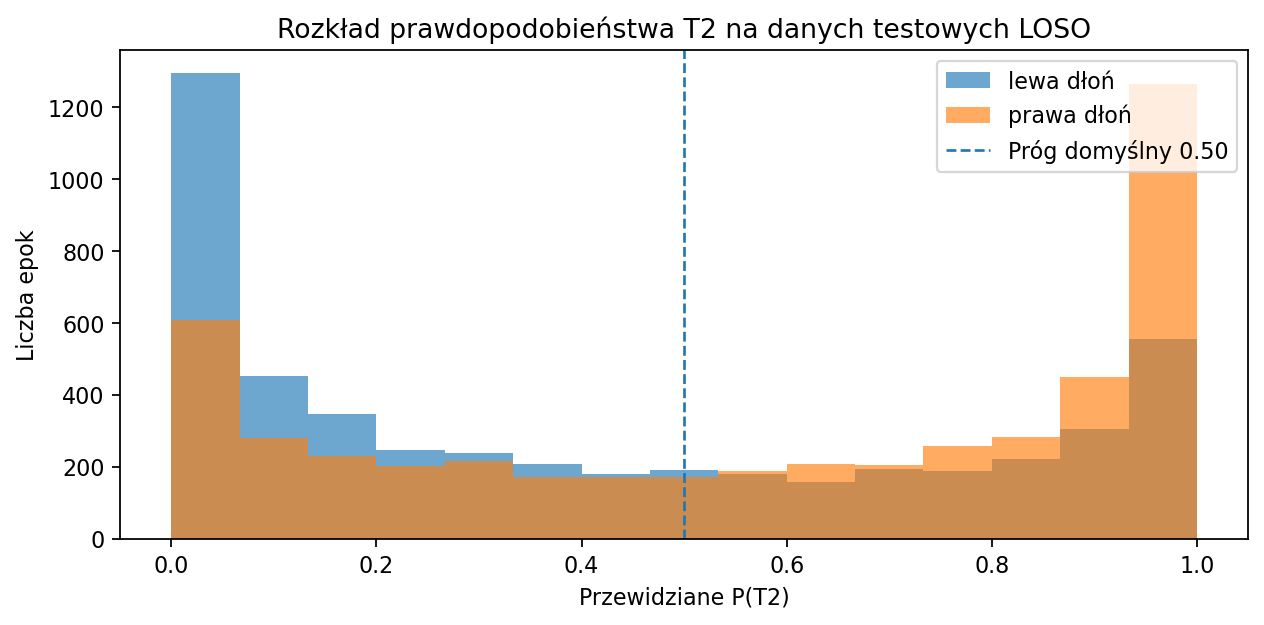 Rozkład prawdopodobieństwa T2 na danych testowych LOSO
lewa dłoń
prawa dłoń
Próg domyślny 0.50
Liczba epok
1200
1000
800
600
400
200
0
0.0 0.2 0.4 0.6 0.8 1.0
Przewidziane P(T2)